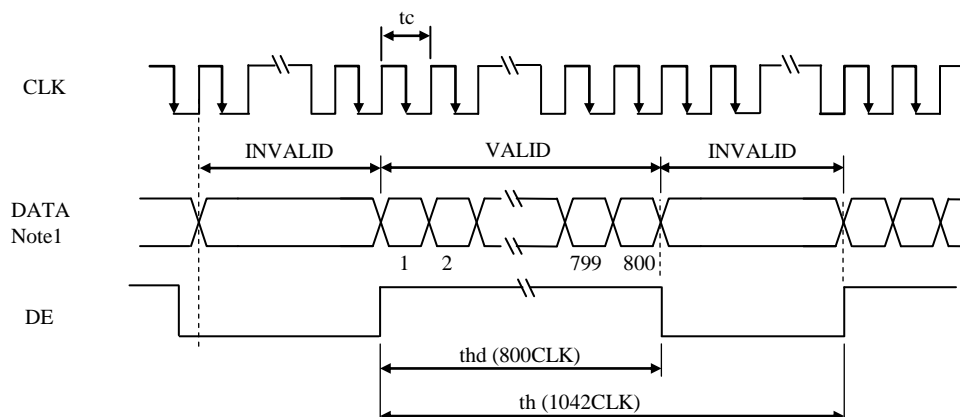 tc
CLK
INVALID VALID INVALID
DATA
Note1
1 2 799 800
DE
thd (800CLK)
th (1042CLK)